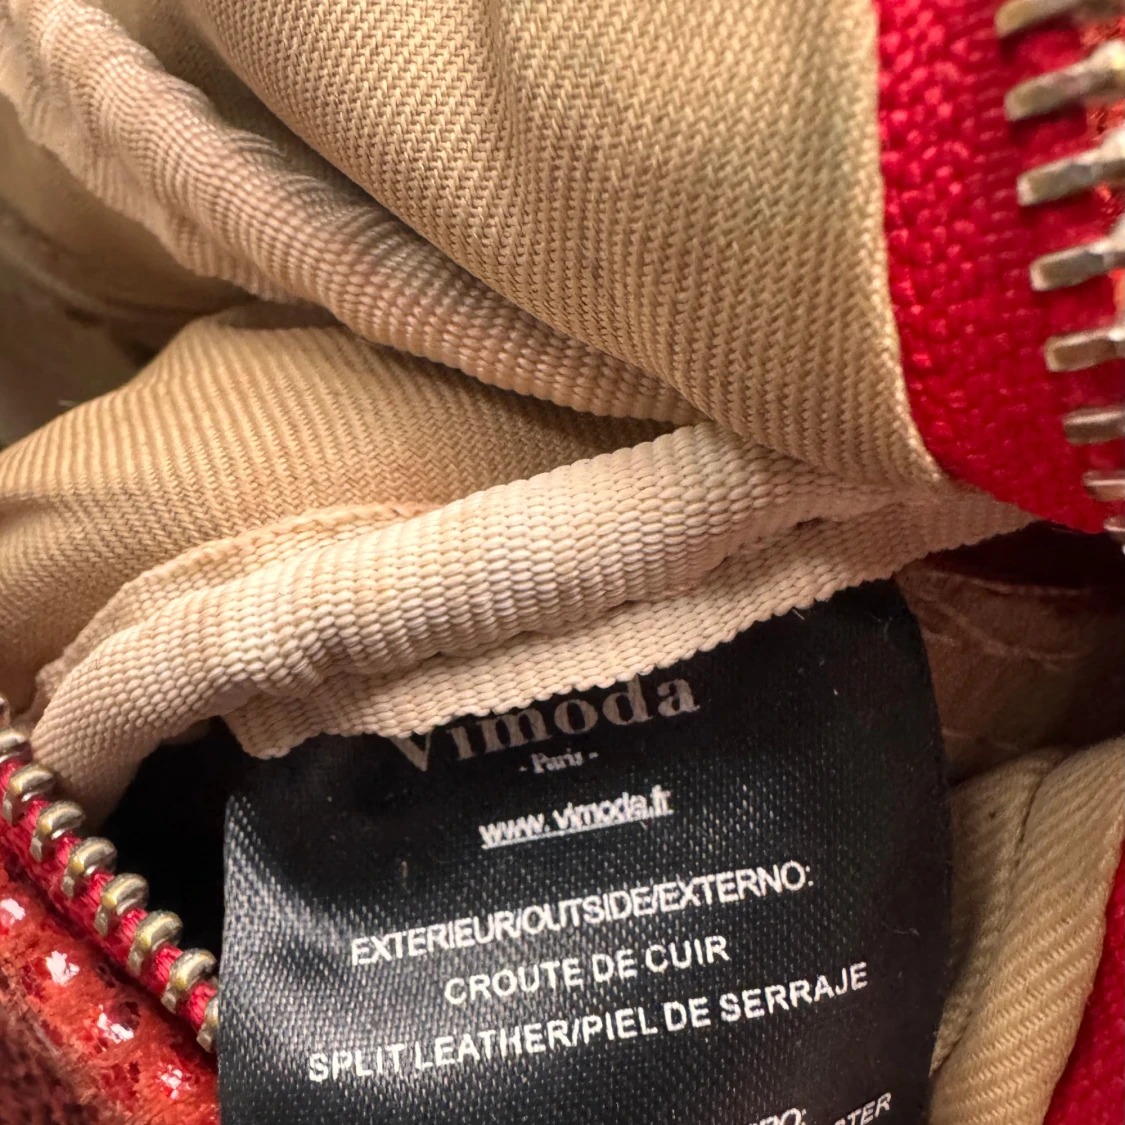 Vimoda
- Paris -
www.vimoda.fr
EXTERIEUR/OUTSIDE/EXTERNO:
CROUTE DE CUIR
SPLIT LEATHER/PIEL DE SERRAJE